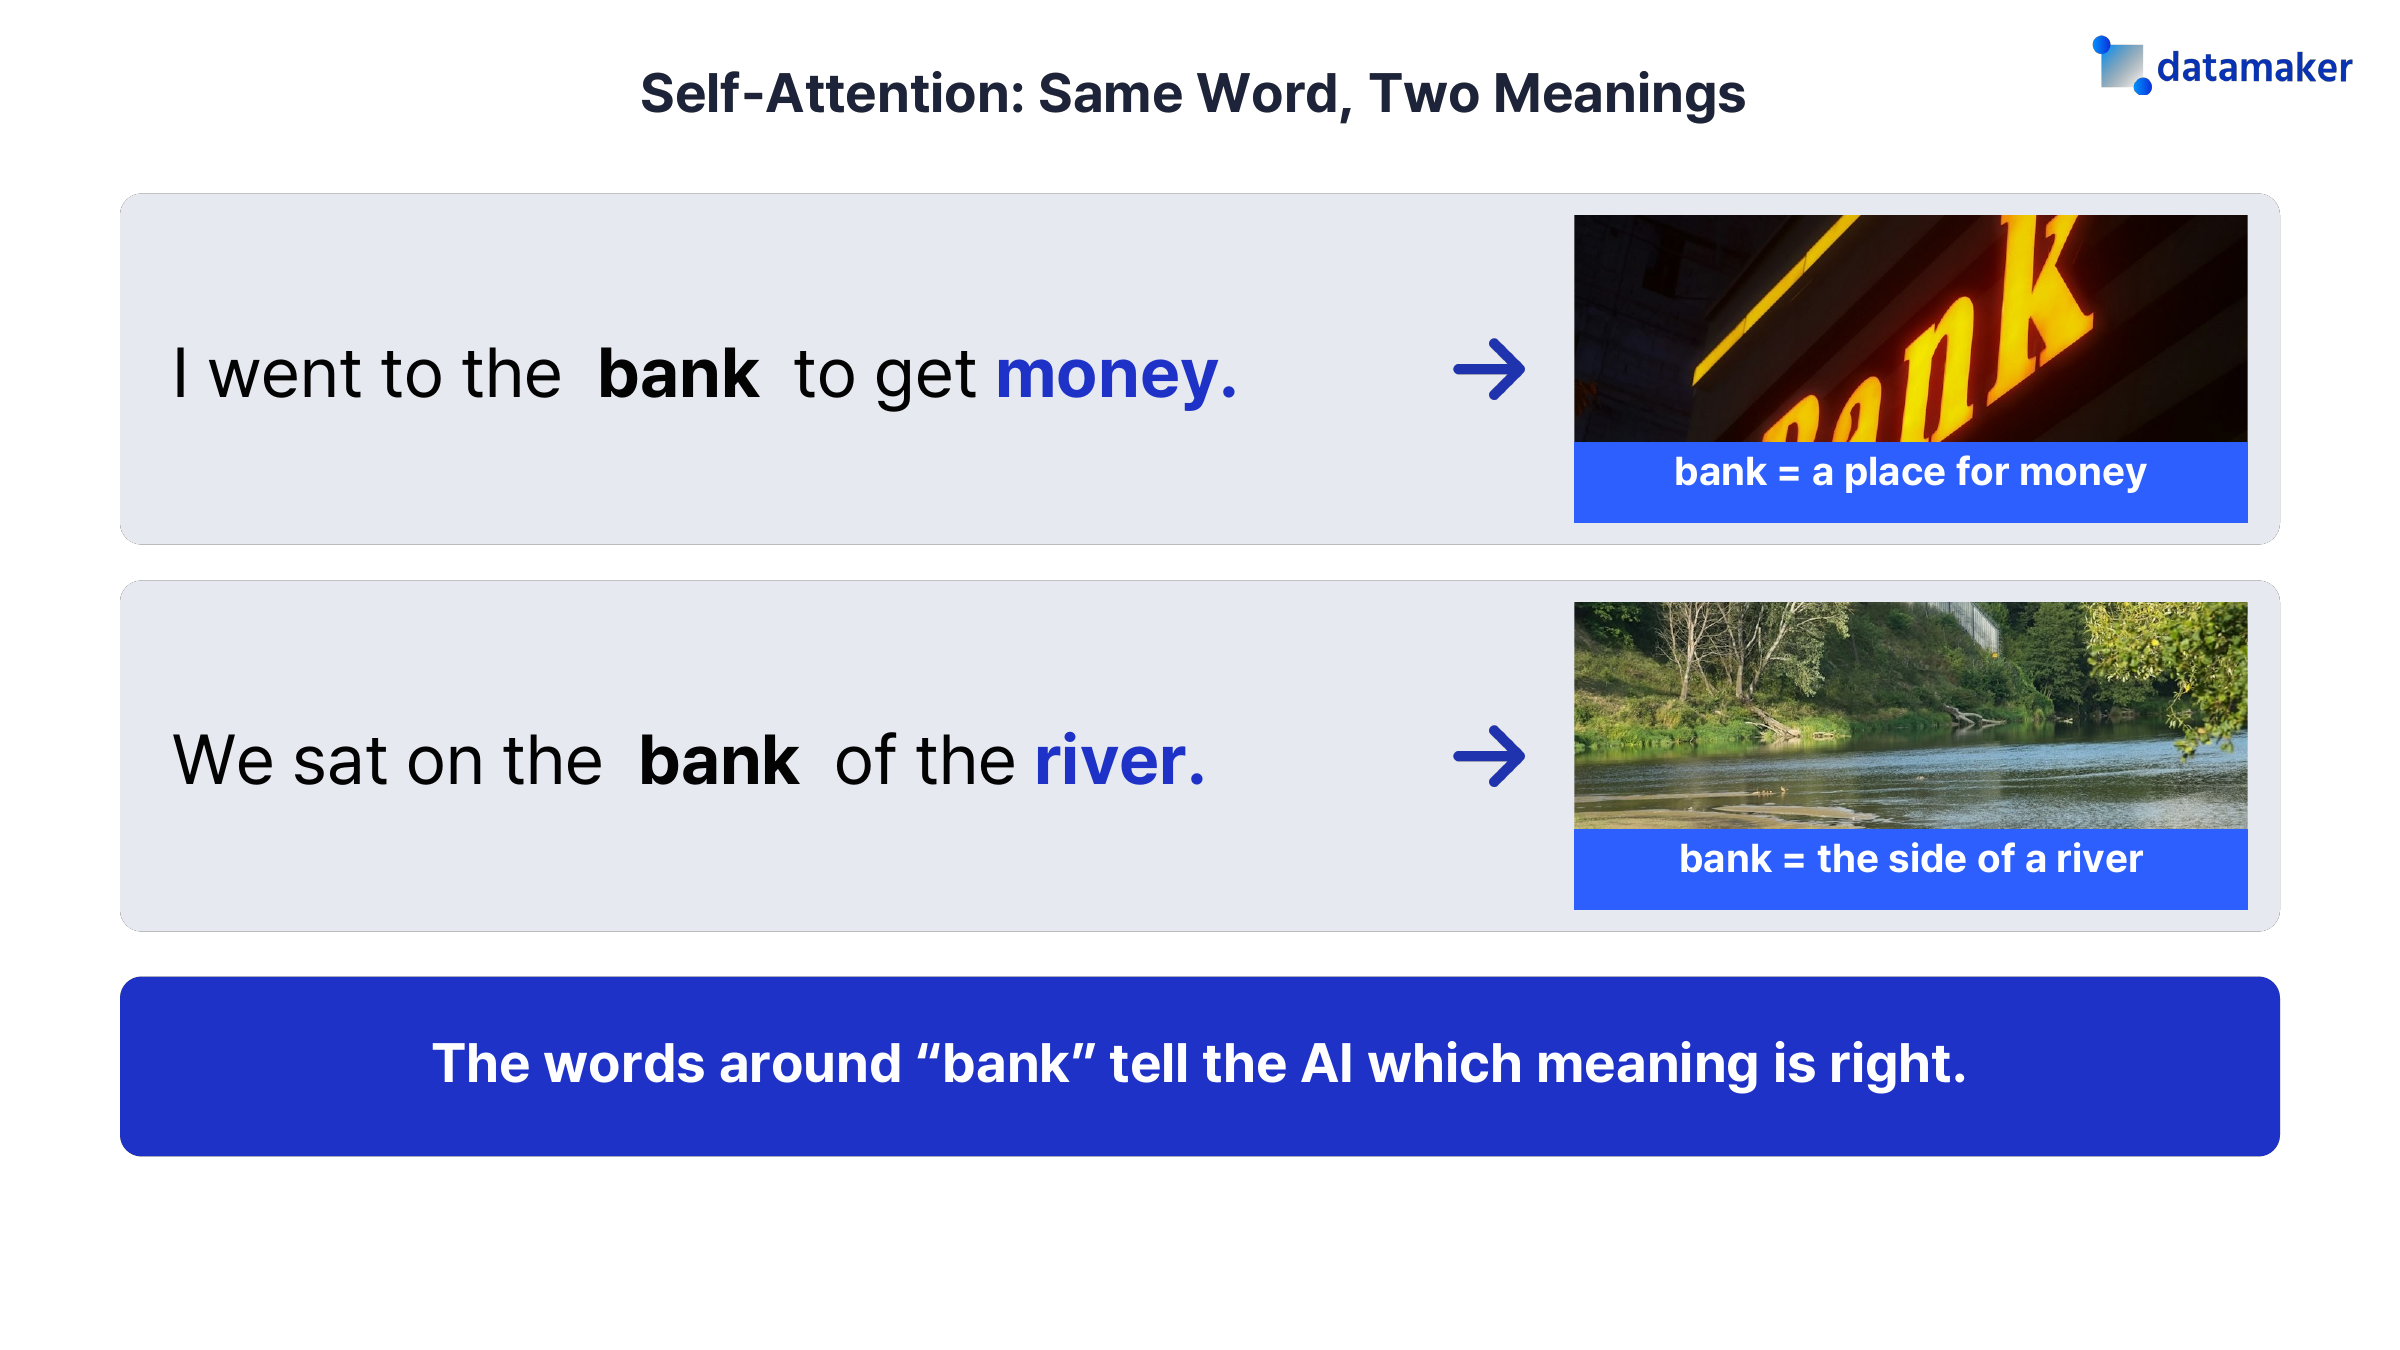 Self-Attention: Same Word, Two Meanings
datamaker
I went to the bank to get money.
Bank
bank = a place for money
We sat on the bank of the river.
bank = the side of a river
The words around “bank” tell the AI which meaning is right.